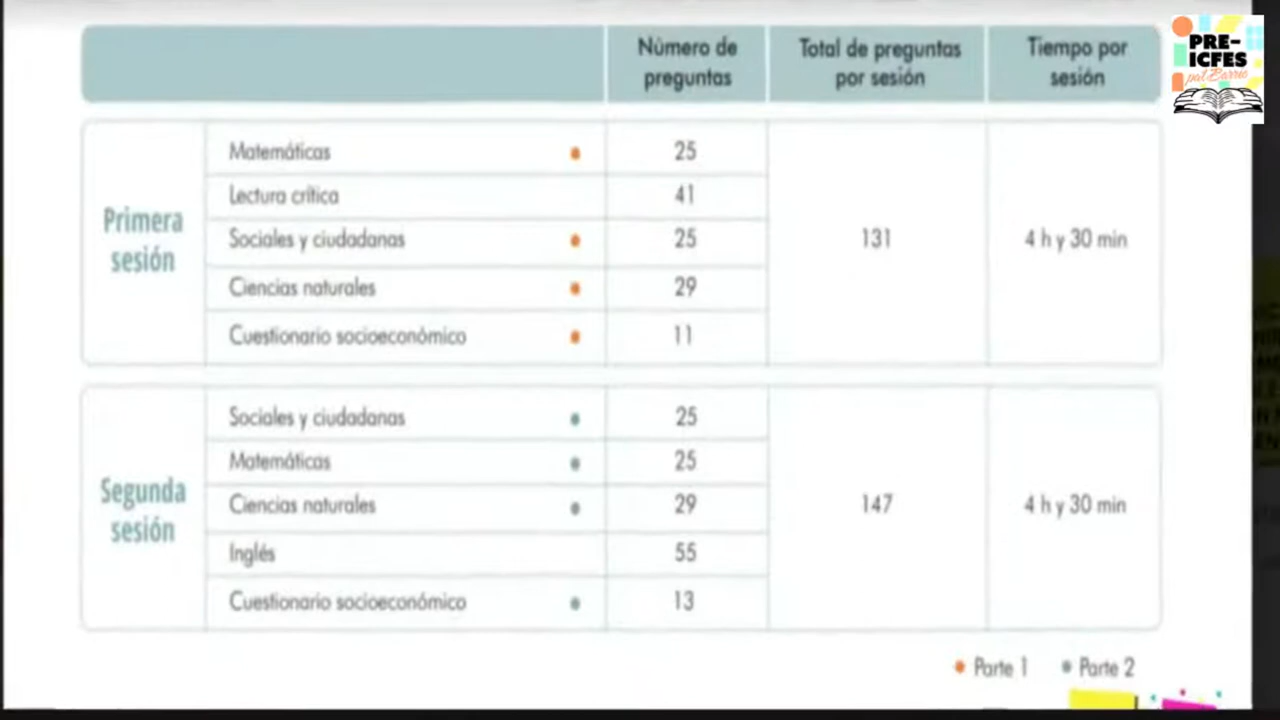 Número de preguntas
Total de preguntas por sesión
Tiempo por sesión
PRE-
ICFES
pal Barrio
Primera sesión
Matemáticas 25
Lectura crítica 41
Sociales y ciudadanas 25
Ciencias naturales 29
Cuestionario socioeconómico 11
131
4 h y 30 min
Segunda sesión
Sociales y ciudadanas 25
Matemáticas 25
Ciencias naturales 29
Inglés 55
Cuestionario socioeconómico 13
147
4 h y 30 min
Parte 1 Parte 2